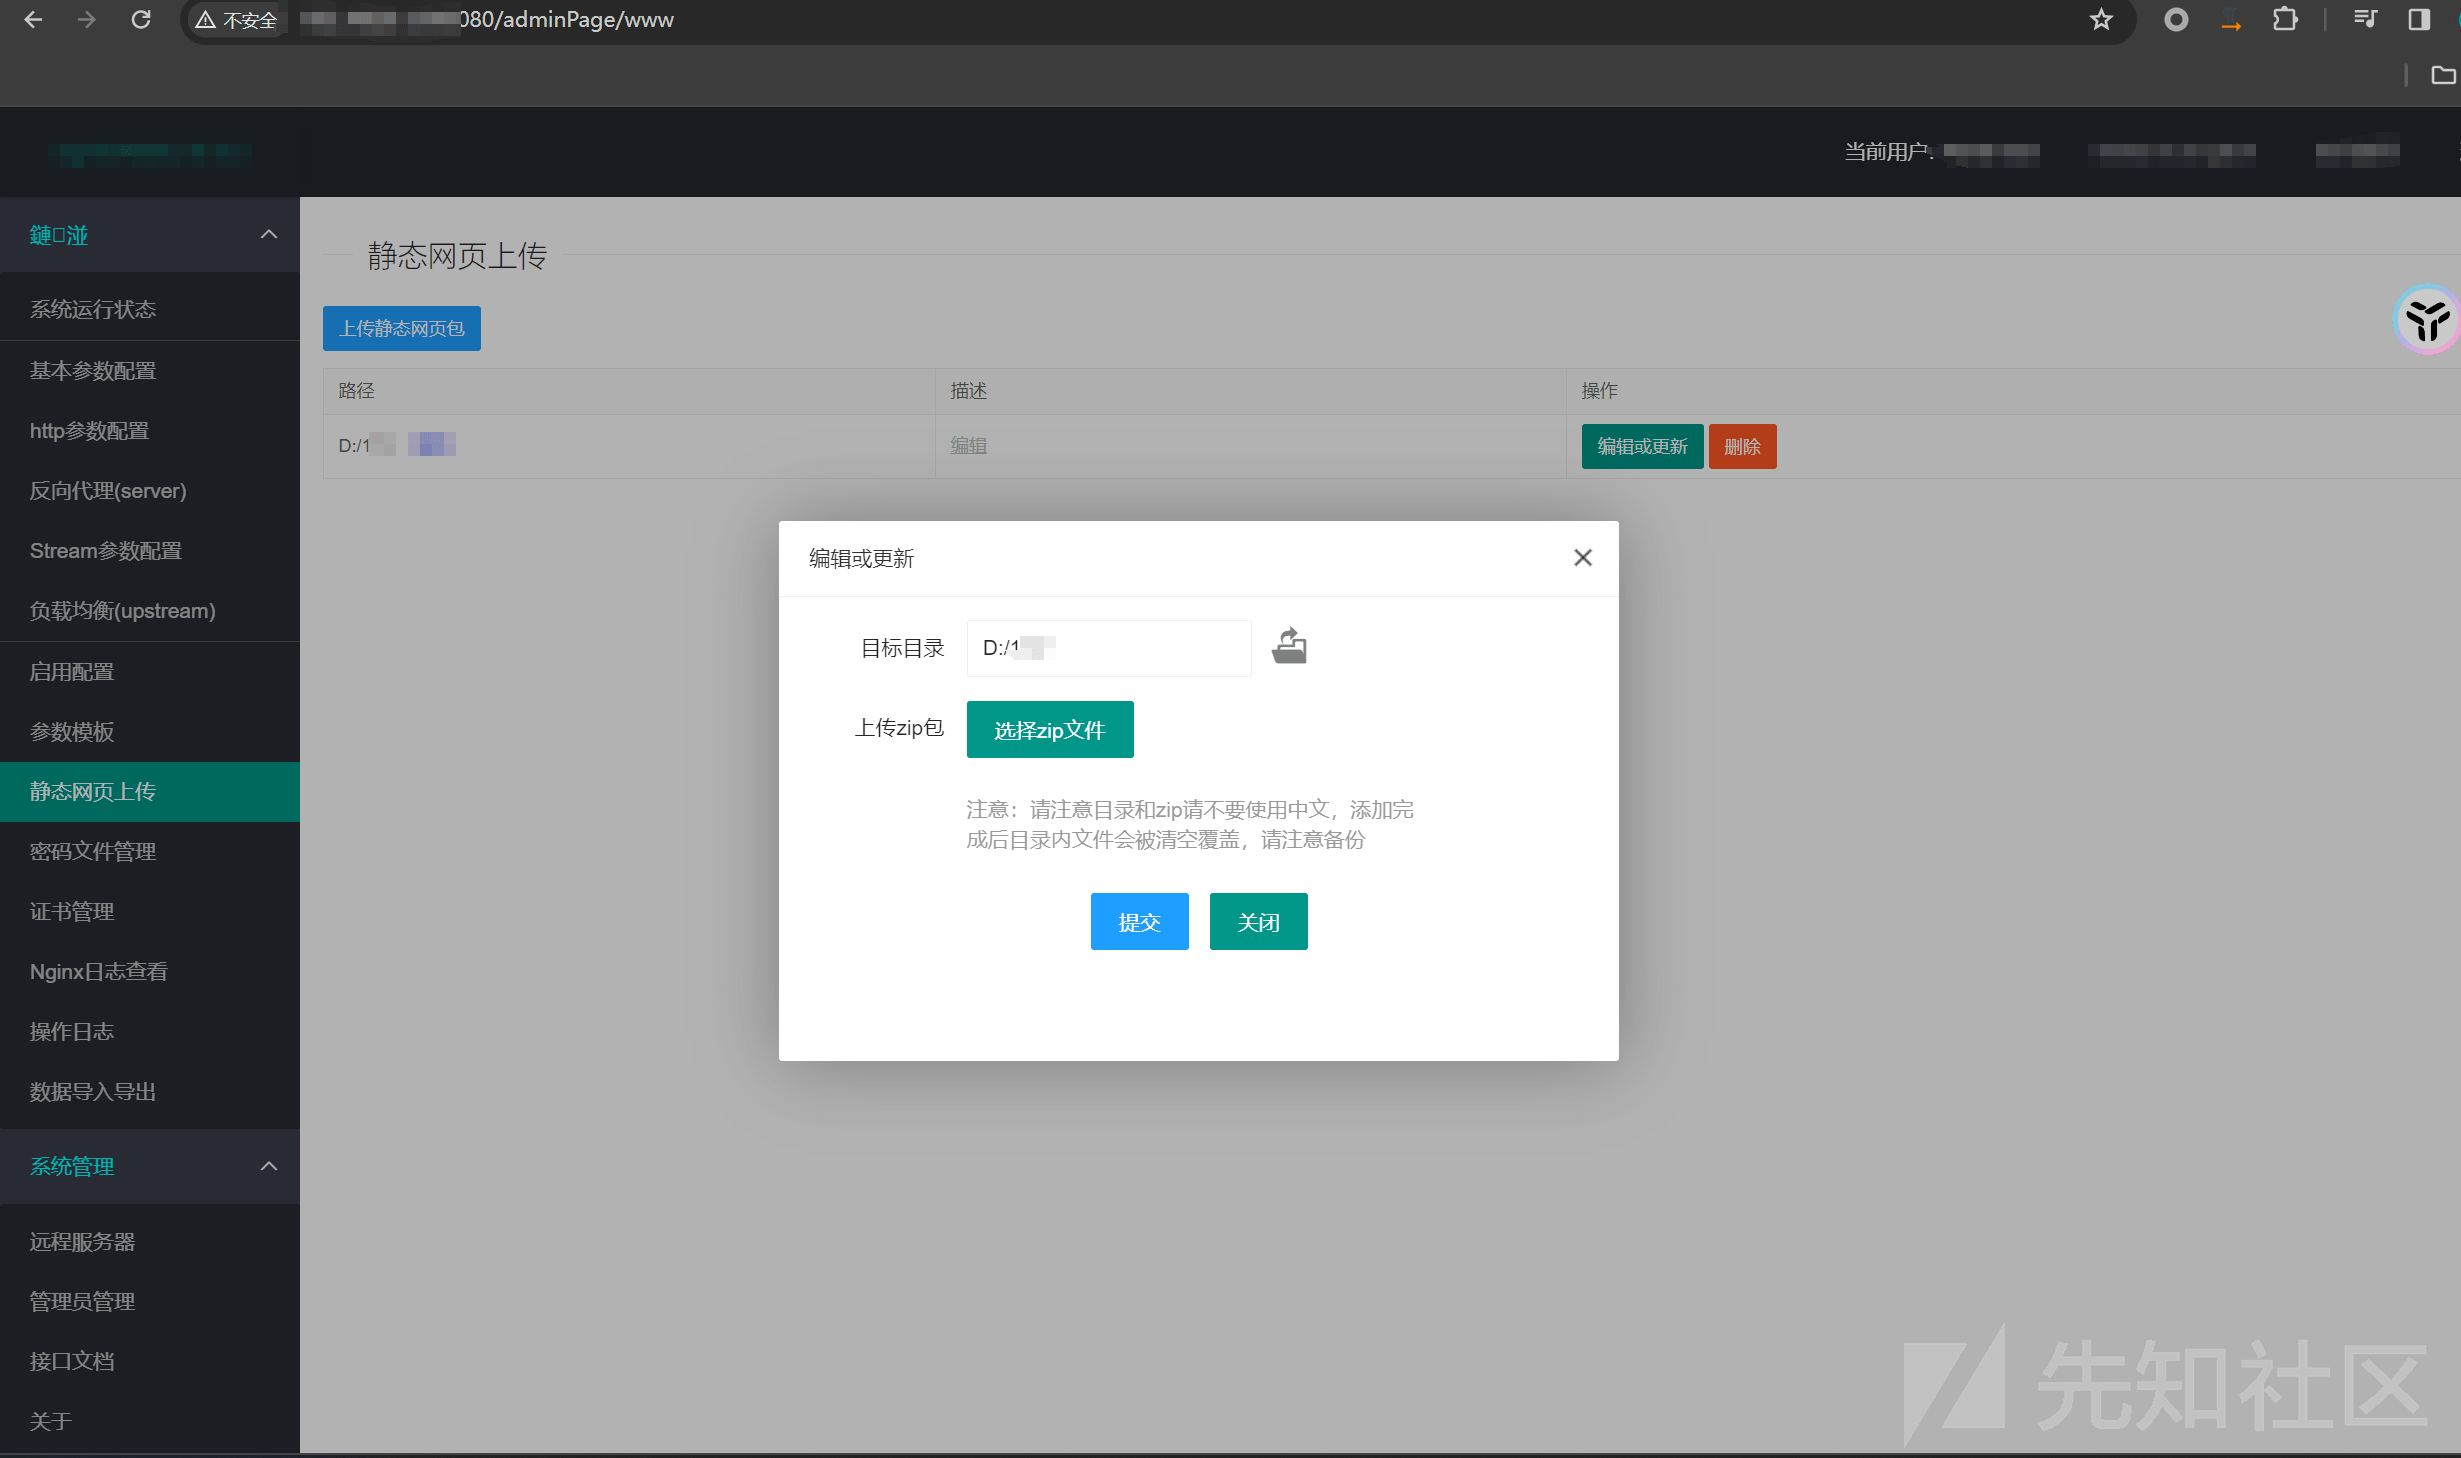 不安全
080/adminPage/www
当前用户:
鏈▯湴
系统运行状态
基本参数配置
http参数配置
反向代理(server)
Stream参数配置
负载均衡(upstream)
启用配置
参数模板
静态网页上传
密码文件管理
证书管理
Nginx日志查看
操作日志
数据导入导出
系统管理
远程服务器
管理员管理
接口文档
关于
静态网页上传
上传静态网页包
路径 描述 操作
D:/1 编辑 编辑或更新 删除
编辑或更新
目标目录 D:/1
上传zip包 选择zip文件
注意：请注意目录和zip请不要使用中文，添加完
成后目录内文件会被清空覆盖，请注意备份
提交 关闭
先知社区